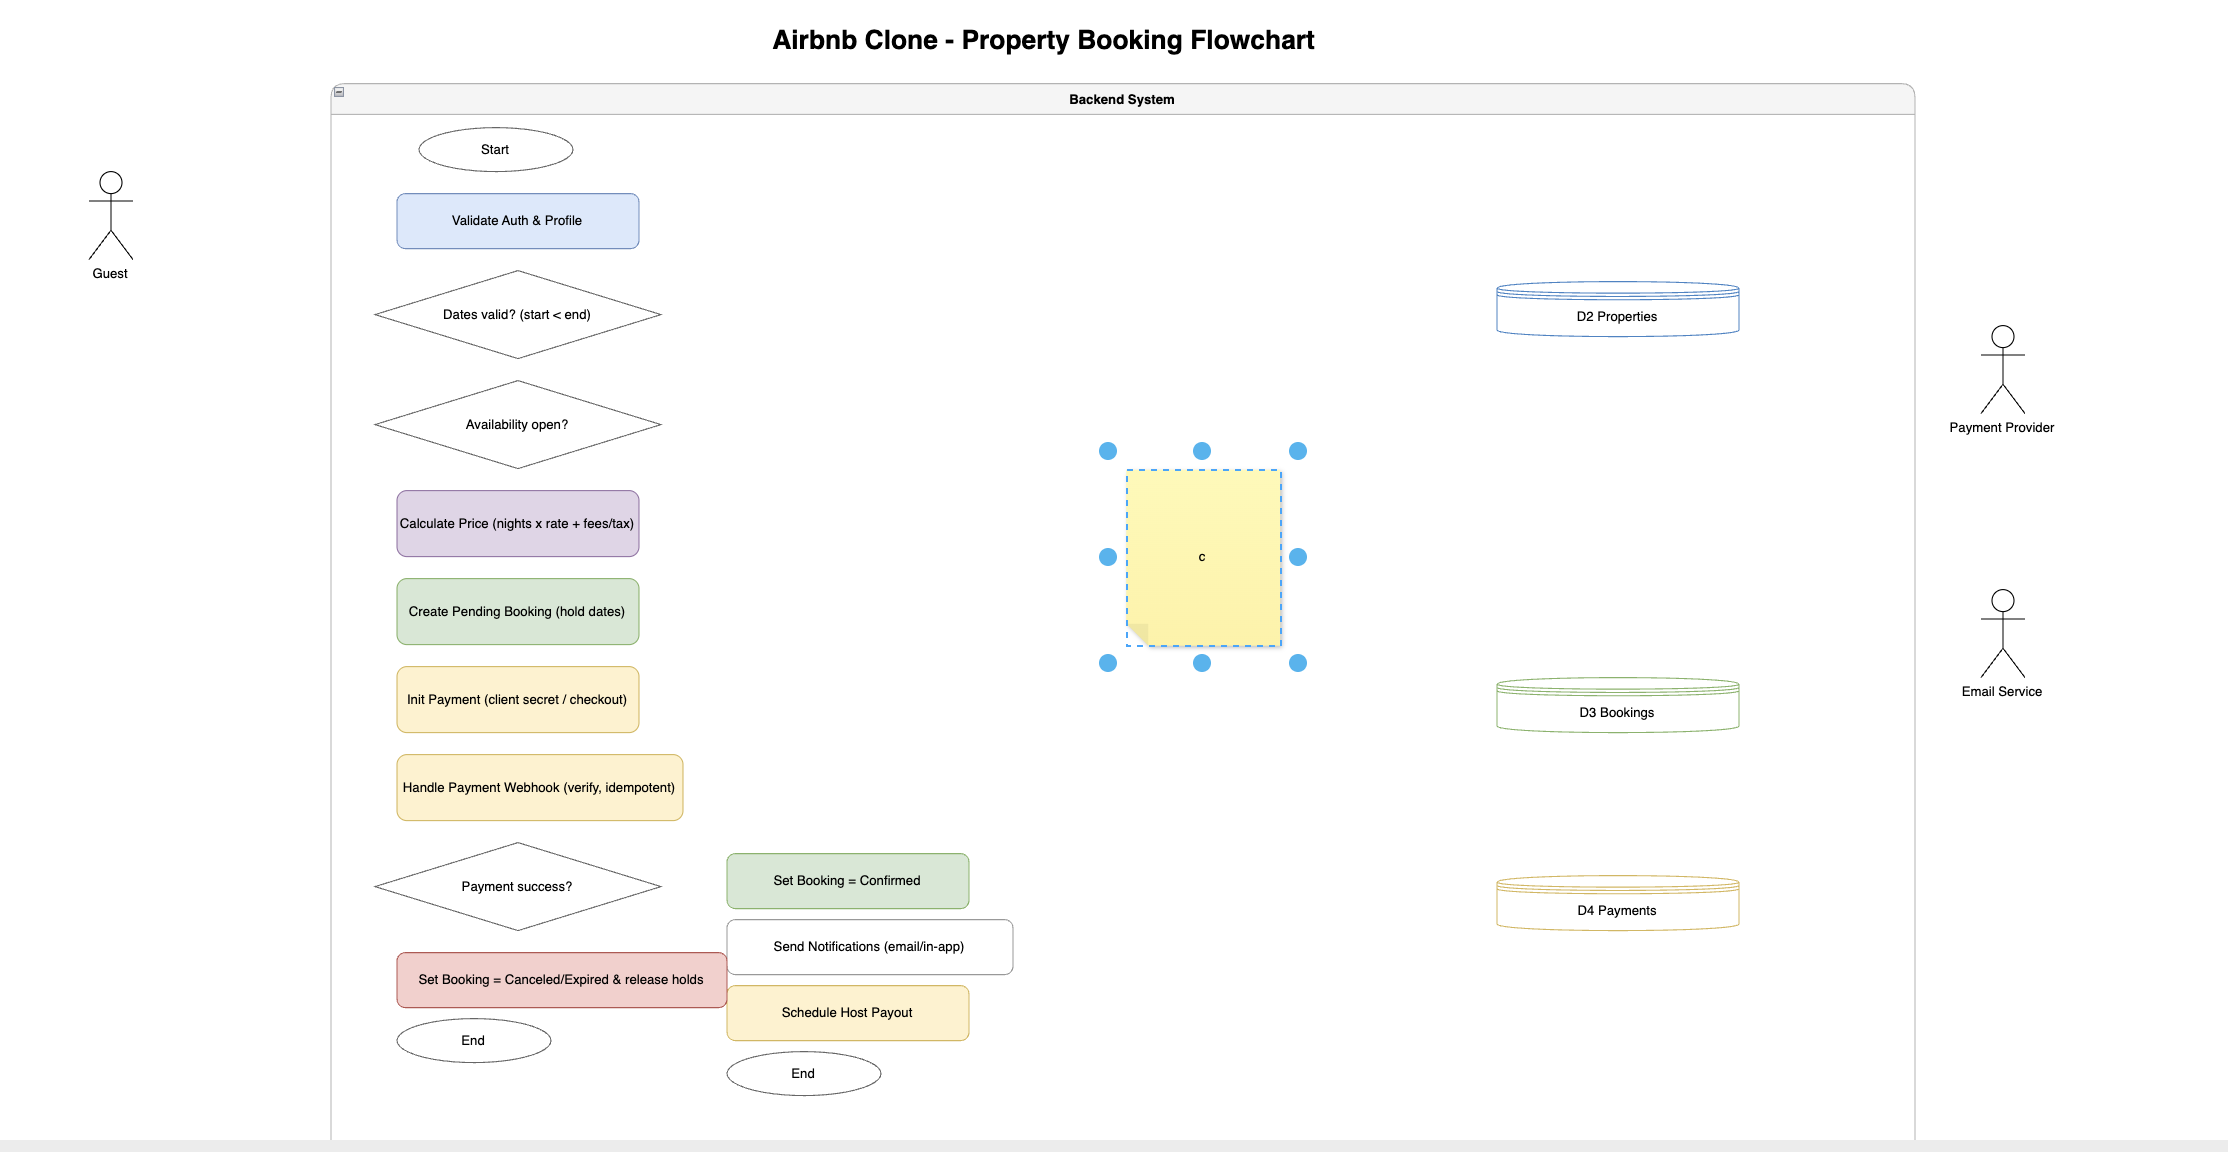 Airbnb Clone - Property Booking Flowchart
Backend System
Start
Validate Auth & Profile
Guest
Dates valid? (start < end)
D2 Properties
Availability open?
Payment Provider
Calculate Price (nights x rate + fees/tax)
c
Create Pending Booking (hold dates)
Init Payment (client secret / checkout)
Email Service
D3 Bookings
Handle Payment Webhook (verify, idempotent)
Payment success?
Set Booking = Confirmed
D4 Payments
Send Notifications (email/in-app)
Set Booking = Canceled/Expired & release holds
Schedule Host Payout
End
End